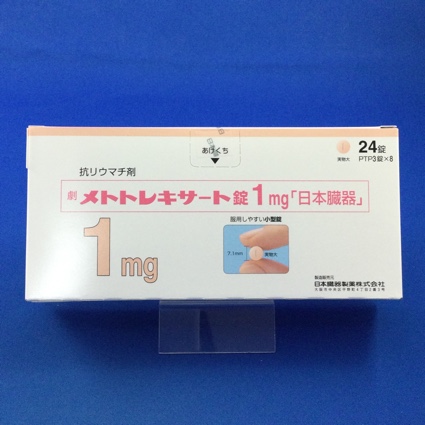 あけくち
24錠
PTP3錠×8
実物大
抗リウマチ剤
劇 メトトレキサート錠1mg「日本臓器」
1mg
服用しやすい小型錠
7.1mm
実物大
製造販売元
日本臓器製薬株式会社